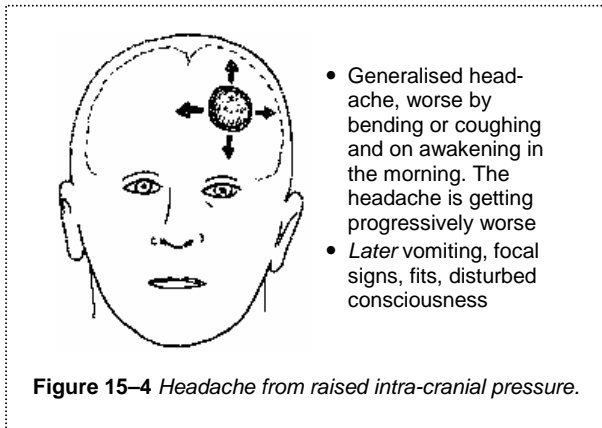 • Generalised head-
ache, worse by
bending or coughing
and on awakening in
the morning. The
headache is getting
progressively worse
• Later vomiting, focal
signs, fits, disturbed
consciousness
Figure 15–4 Headache from raised intra-cranial pressure.